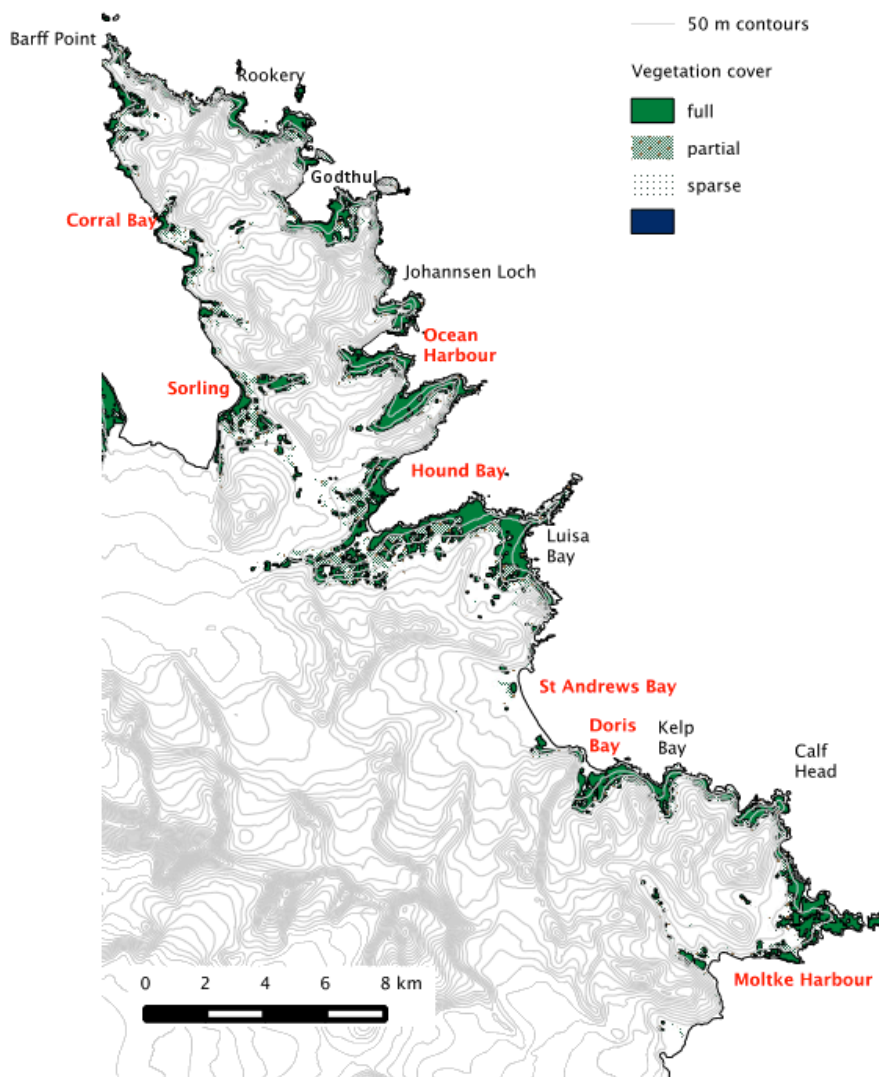 50 m contours
Barff Point
Rookery
Vegetation cover
full
partial
Godthul
sparse
Corral Bay
Johannsen Loch
Ocean
Harbour
Sorling
Hound Bay
Luisa
Bay
St Andrews Bay
Doris
Bay
Kelp
Bay
Calf
Head
Moltke Harbour
0 2 4 6 8 km